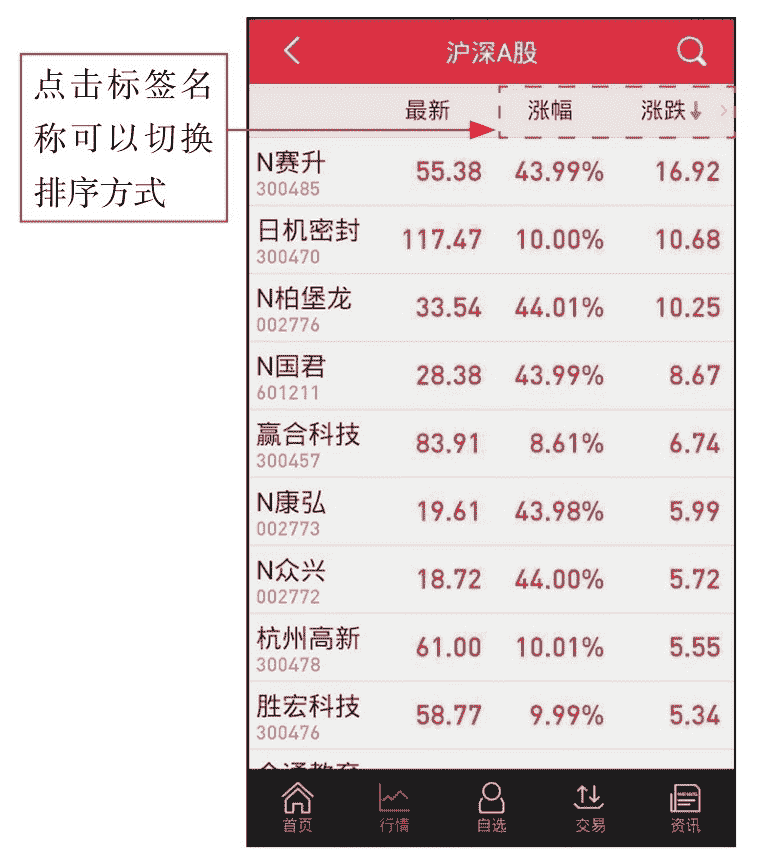 沪深A股
点击标签名
称可以切换
排序方式
最新 涨幅 涨跌↓
N赛升 55.38 43.99% 16.92
300485
日机密封 117.47 10.00% 10.68
300470
N柏堡龙 33.54 44.01% 10.25
002776
N国君 28.38 43.99% 8.67
601211
赢合科技 83.91 8.61% 6.74
300457
N康弘 19.61 43.98% 5.99
002773
N众兴 18.72 44.00% 5.72
002772
杭州高新 61.00 10.01% 5.55
300478
胜宏科技 58.77 9.99% 5.34
300476
首页 行情 自选 交易 资讯